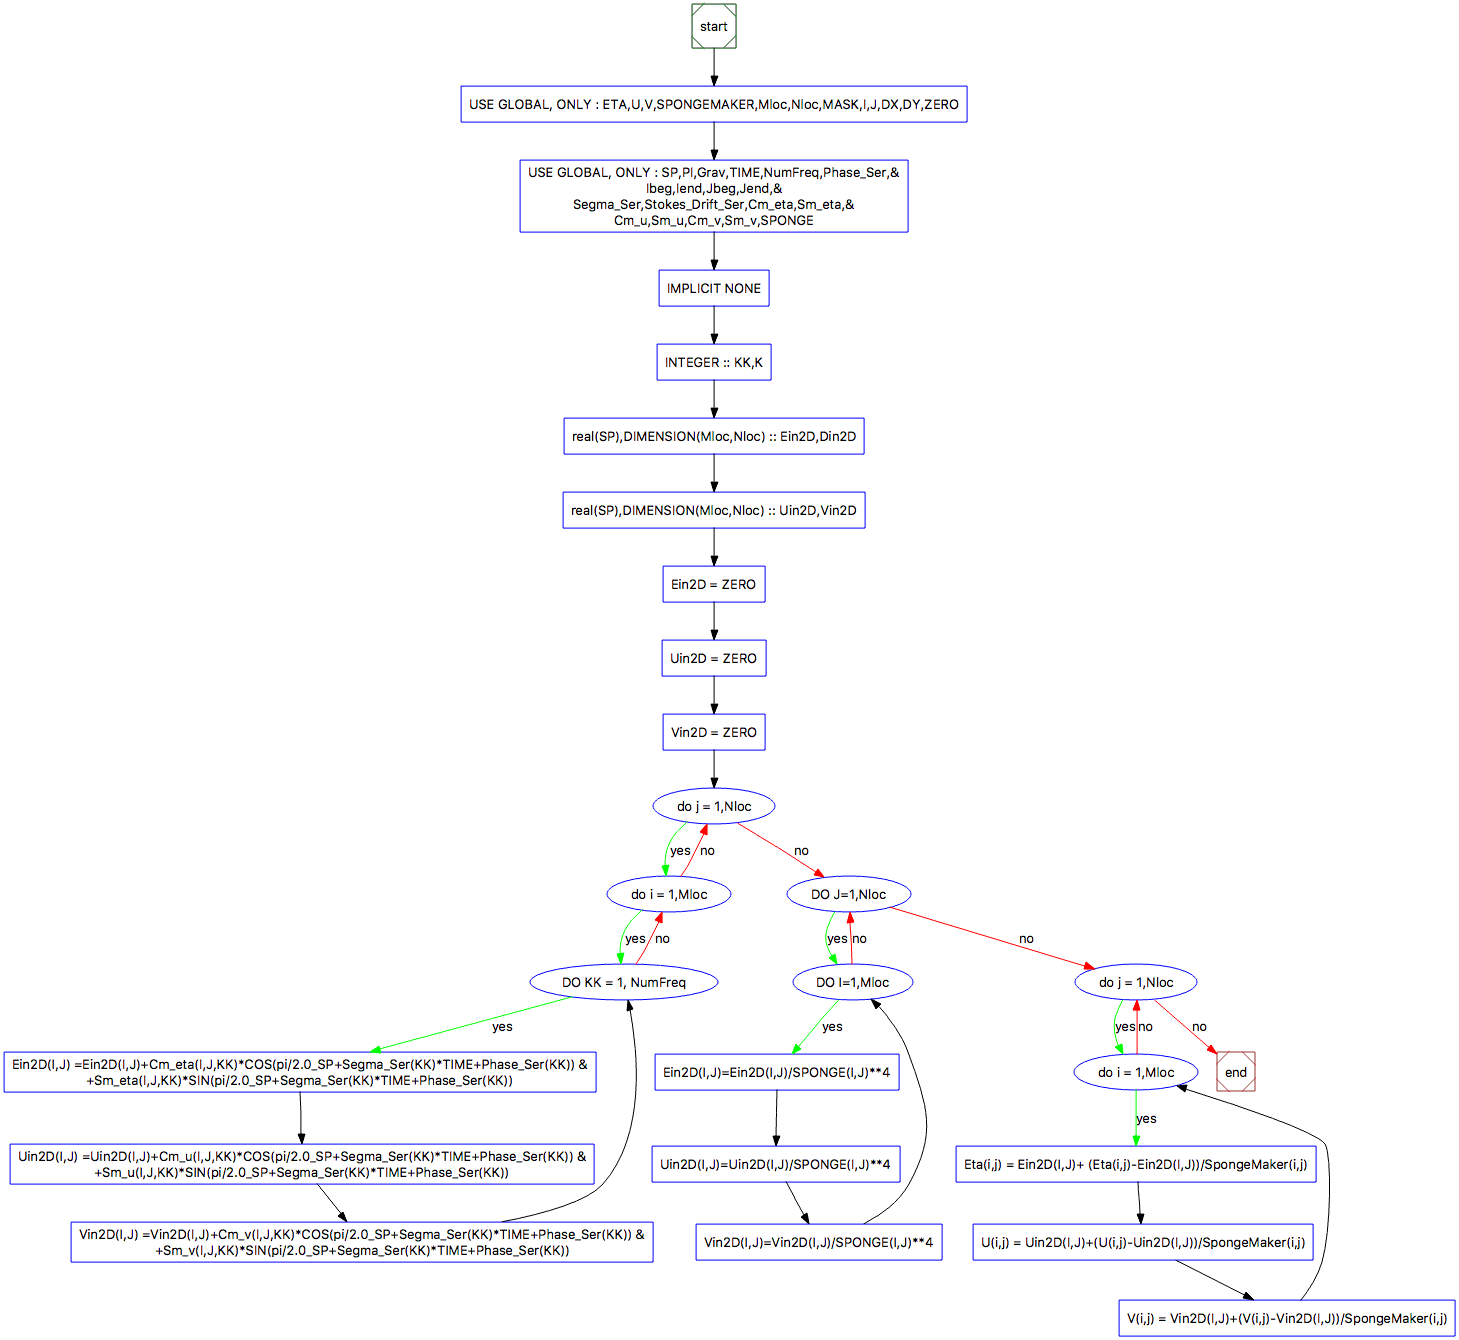 start
USE GLOBAL, ONLY : ETA,U,V,SPONGEMAKER,Mloc,Nloc,MASK,I,J,DX,DY,ZERO
USE GLOBAL, ONLY : SP,PI,Grav,TIME,NumFreq,Phase_Ser,&
Ibeg,Iend,Jbeg,Jend,&
Segma_Ser,Stokes_Drift_Ser,Cm_eta,Sm_eta,&
Cm_u,Sm_u,Cm_v,Sm_v,SPONGE
IMPLICIT NONE
INTEGER :: KK,K
real(SP),DIMENSION(Mloc,Nloc) :: Ein2D,Din2D
real(SP),DIMENSION(Mloc,Nloc) :: Uin2D,Vin2D
Ein2D = ZERO
Uin2D = ZERO
Vin2D = ZERO
do j = 1,Nloc
yes
no
no
do i = 1,Mloc
DO J=1,Nloc
yes
no
yes
no
no
DO KK = 1, NumFreq
DO I=1,Mloc
do j = 1,Nloc
yes
yes
yes
no
no
Ein2D(I,J) =Ein2D(I,J)+Cm_eta(I,J,KK)*COS(pi/2.0_SP+Segma_Ser(KK)*TIME+Phase_Ser(KK)) &
+Sm_eta(I,J,KK)*SIN(pi/2.0_SP+Segma_Ser(KK)*TIME+Phase_Ser(KK))
Ein2D(I,J)=Ein2D(I,J)/SPONGE(I,J)**4
do i = 1,Mloc
end
yes
Uin2D(I,J) =Uin2D(I,J)+Cm_u(I,J,KK)*COS(pi/2.0_SP+Segma_Ser(KK)*TIME+Phase_Ser(KK)) &
+Sm_u(I,J,KK)*SIN(pi/2.0_SP+Segma_Ser(KK)*TIME+Phase_Ser(KK))
Uin2D(I,J)=Uin2D(I,J)/SPONGE(I,J)**4
Eta(i,j) = Ein2D(I,J)+ (Eta(i,j)-Ein2D(I,J))/SpongeMaker(i,j)
Vin2D(I,J) =Vin2D(I,J)+Cm_v(I,J,KK)*COS(pi/2.0_SP+Segma_Ser(KK)*TIME+Phase_Ser(KK)) &
+Sm_v(I,J,KK)*SIN(pi/2.0_SP+Segma_Ser(KK)*TIME+Phase_Ser(KK))
Vin2D(I,J)=Vin2D(I,J)/SPONGE(I,J)**4
U(i,j) = Uin2D(I,J)+(U(i,j)-Uin2D(I,J))/SpongeMaker(i,j)
V(i,j) = Vin2D(I,J)+(V(i,j)-Vin2D(I,J))/SpongeMaker(i,j)